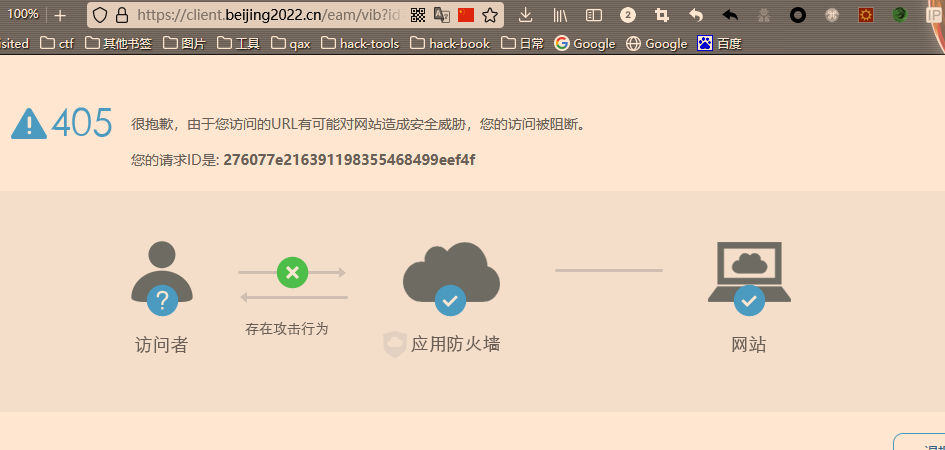 100%
https://client.beijing2022.cn/eam/vib?id=
2
IP
isited
ctf
其他书签
图片
工具
qax
hack-tools
hack-book
日常
Google
Google
百度
405
很抱歉，由于您访问的URL有可能对网站造成安全威胁，您的访问被阻断。
您的请求ID是: 276077e216391198355468499eef4f
存在攻击行为
访问者
应用防火墙
网站